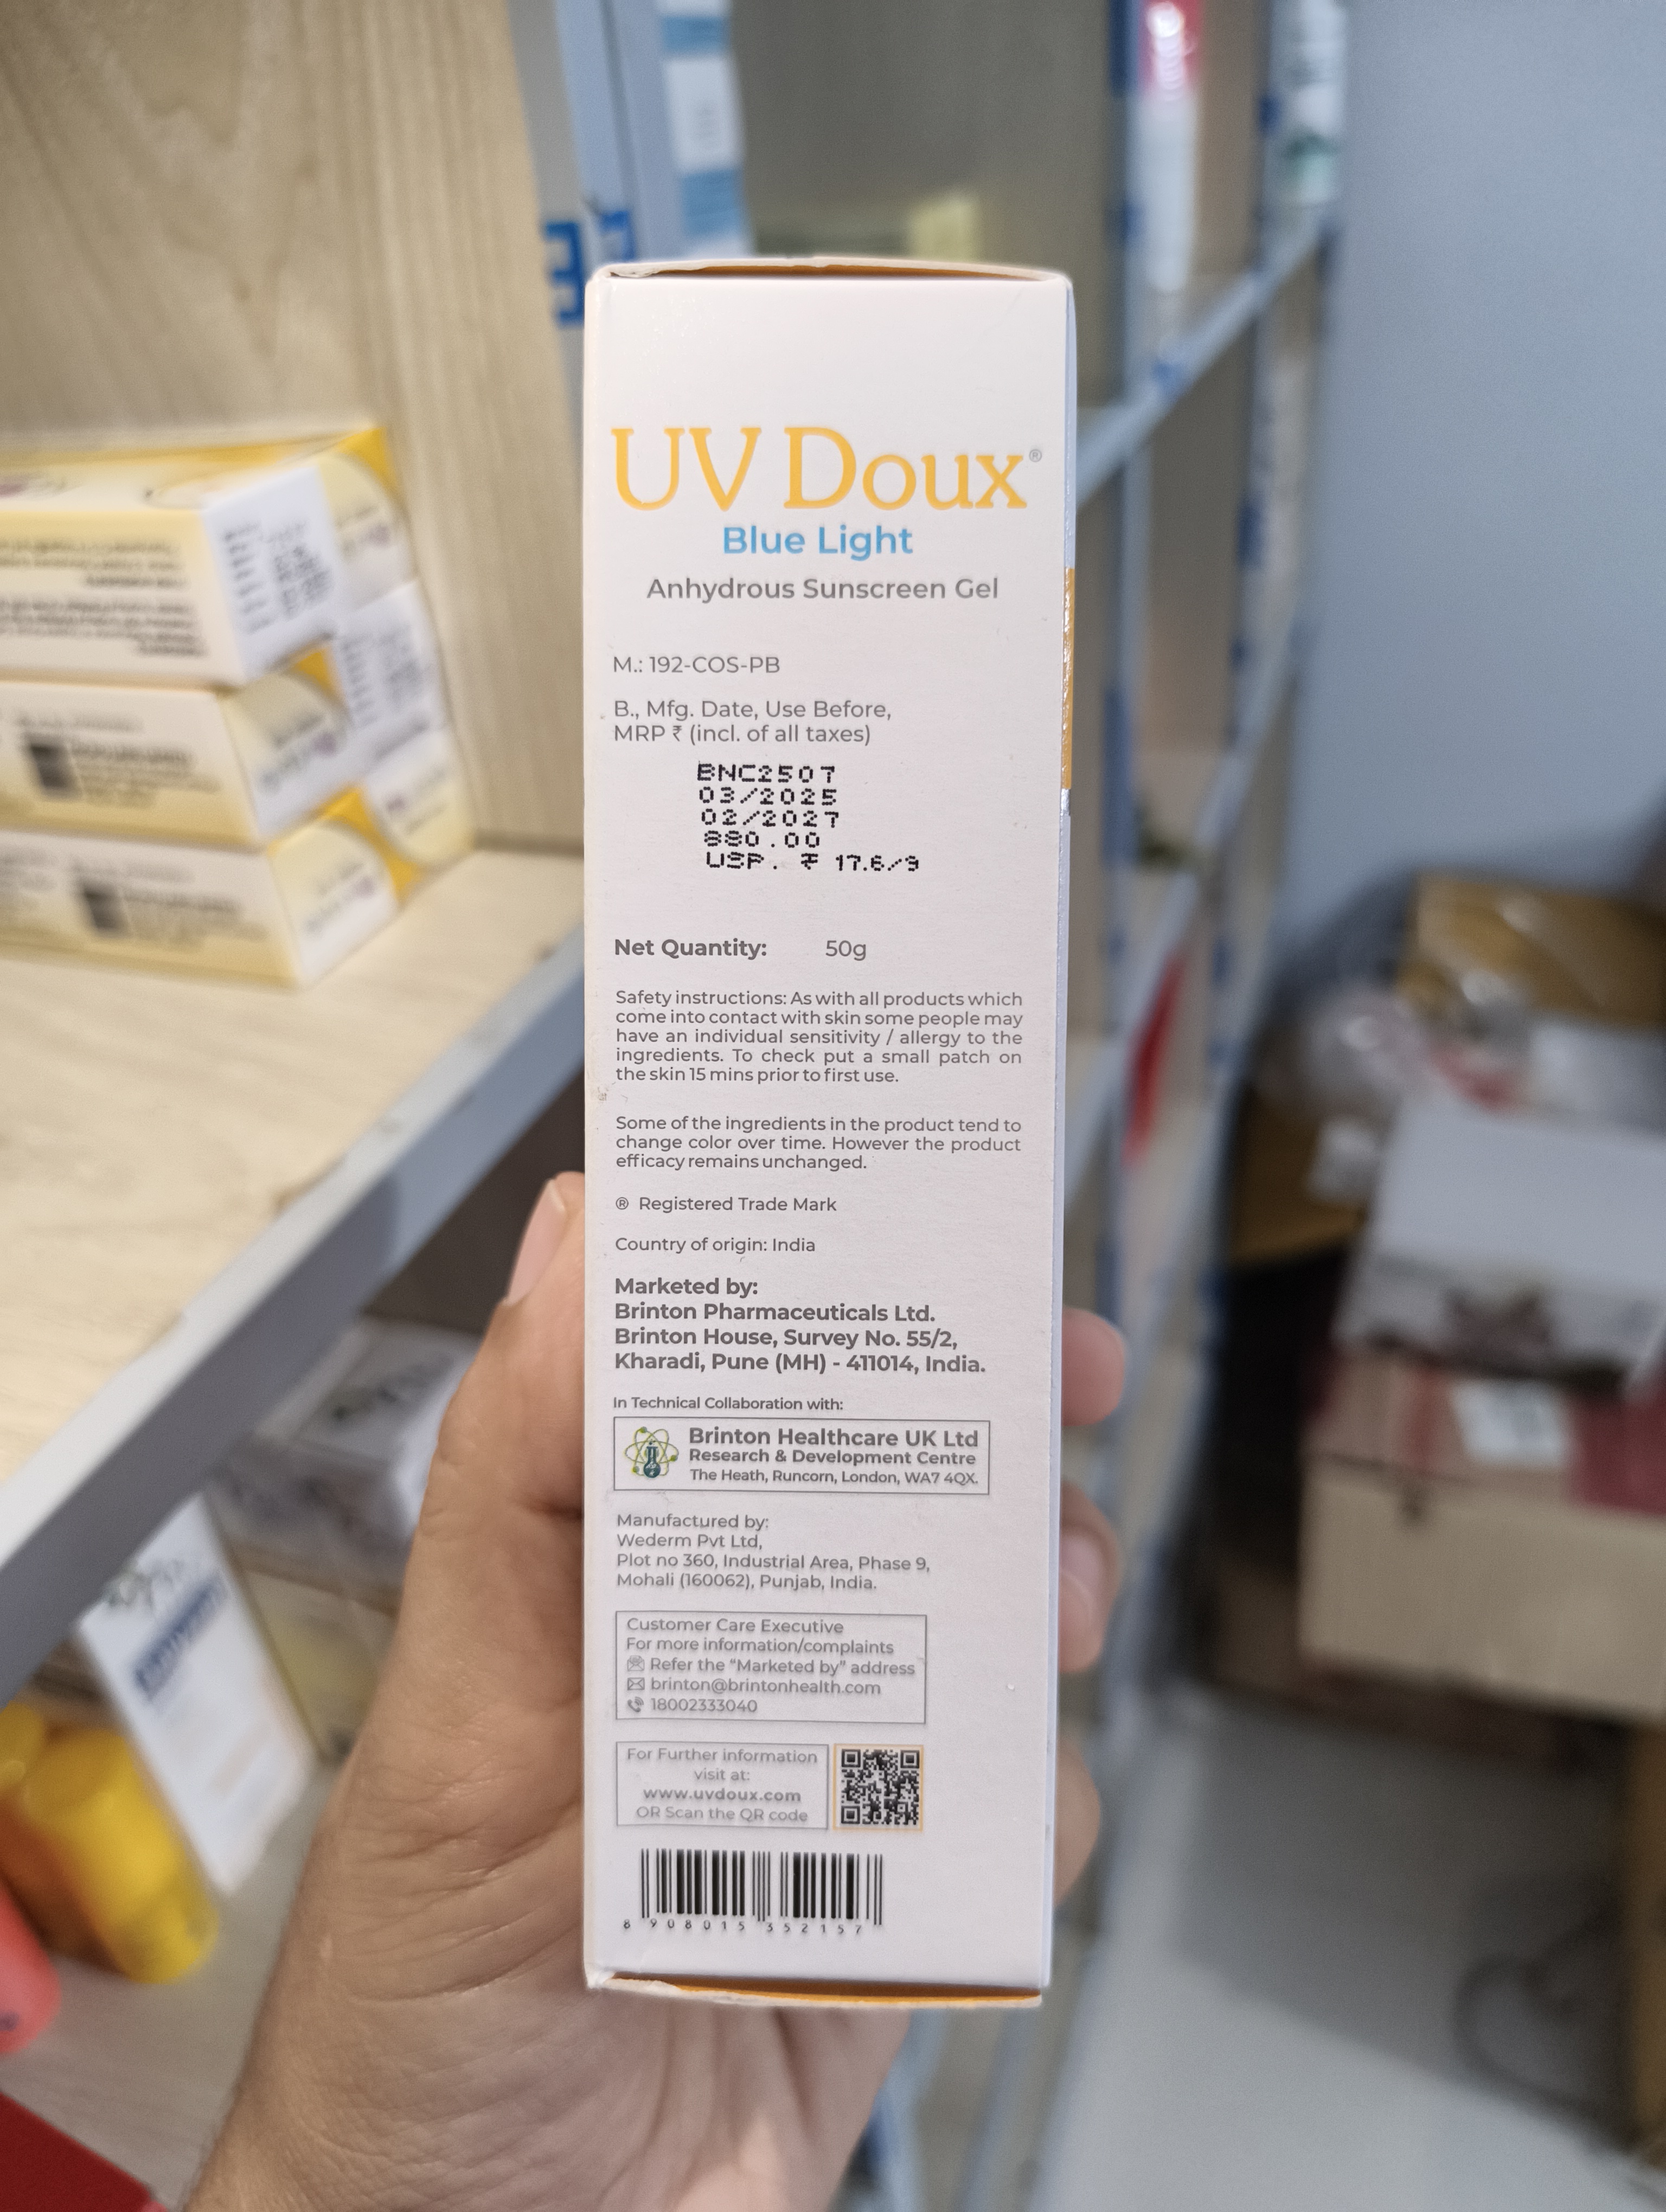 UV Doux®
Blue Light
Anhydrous Sunscreen Gel
M.: 192-COS-PB
B., Mfg. Date, Use Before,
MRP ₹ (incl. of all taxes)
BNC2507
03/2025
02/2027
880.00
USP. ₹ 17.6/g
Net Quantity: 50g
Safety instructions: As with all products which
come into contact with skin some people may
have an individual sensitivity / allergy to the
ingredients. To check put a small patch on
the skin 15 mins prior to first use.
Some of the ingredients in the product tend to
change color over time. However the product
efficacy remains unchanged.
® Registered Trade Mark
Country of origin: India
Marketed by:
Brinton Pharmaceuticals Ltd.
Brinton House, Survey No. 55/2,
Kharadi, Pune (MH) - 411014, India.
In Technical Collaboration with:
Brinton Healthcare UK Ltd
Research & Development Centre
The Heath, Runcorn, London, WA7 4QX.
Manufactured by:
Wederm Pvt Ltd,
Plot no 360, Industrial Area, Phase 9,
Mohali (160062), Punjab, India.
Customer Care Executive
For more information/complaints
Refer the “Marketed by” address
brinton@brintonhealth.com
18002333040
For Further information
visit at:
www.uvdoux.com
OR Scan the QR code
8 908015 352157